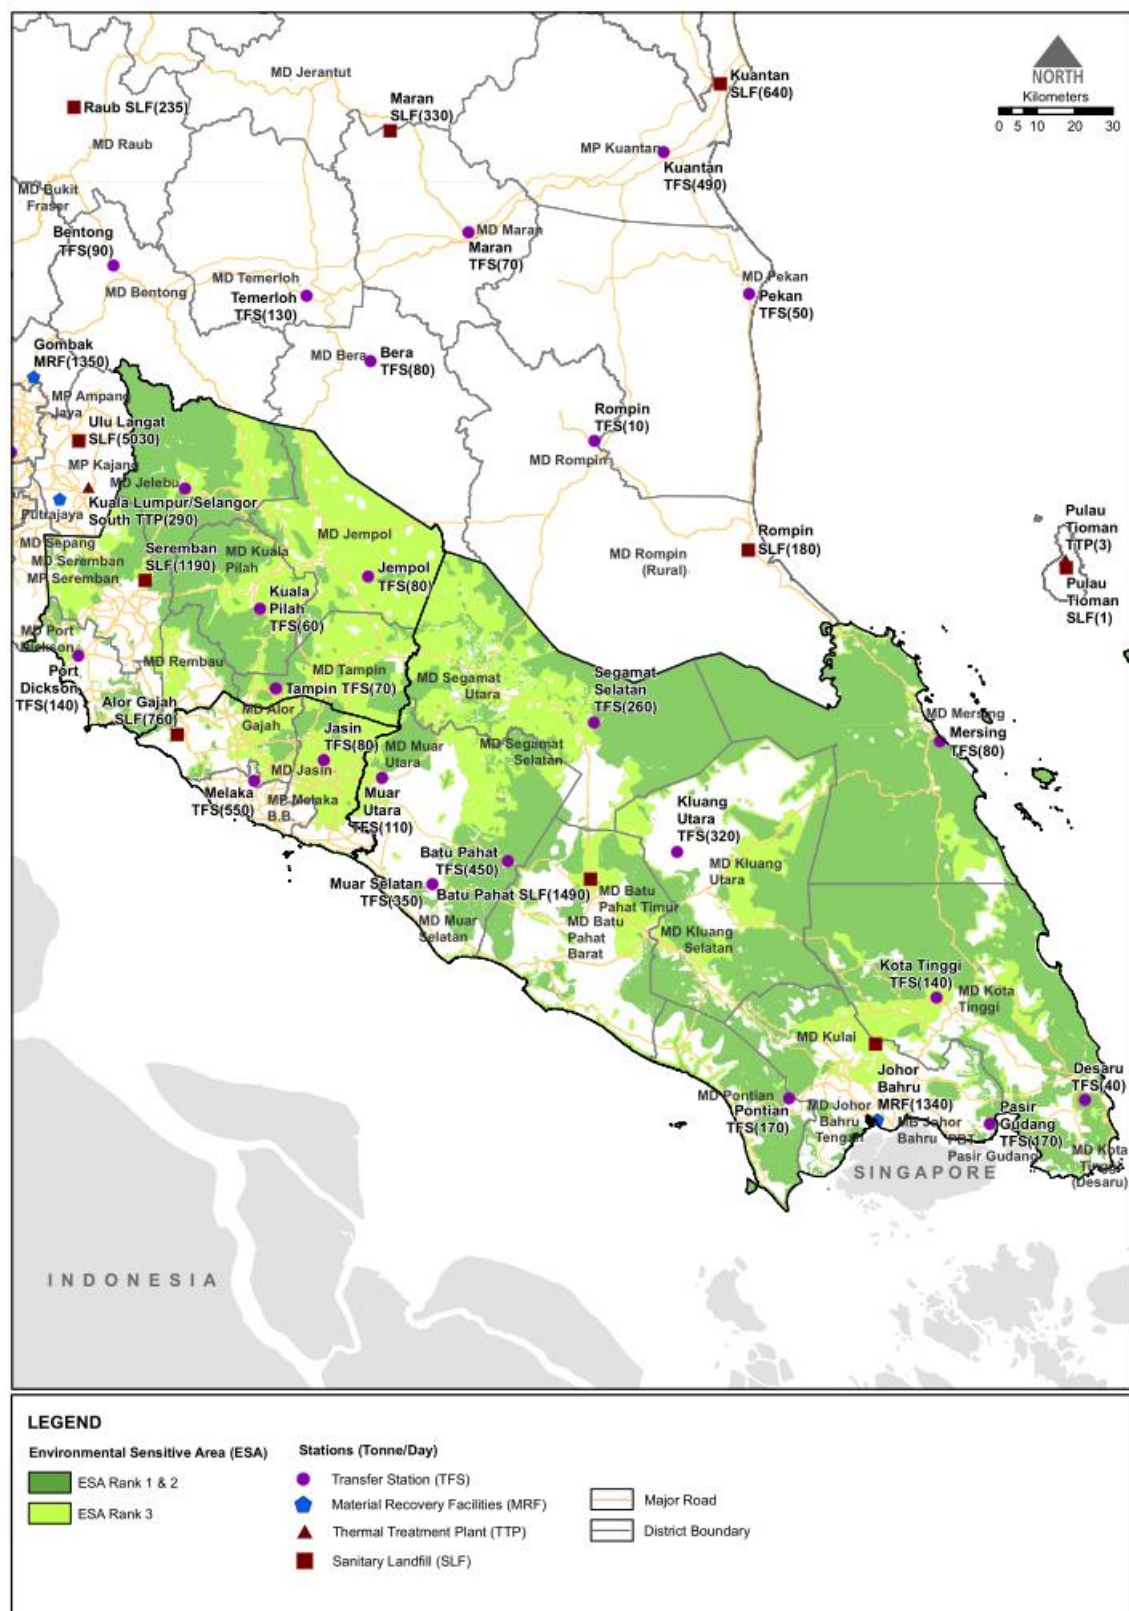 MD Jerantut
Kuantan
SLF(640)
NORTH
Kilometers
0 5 10 20 30
Raub SLF(235)
Maran
SLF(330)
MD Raub
MP Kuantan
Kuantan
TFS(490)
MD Bukit
Fraser
Bentong
TFS(90)
MD Maran
Maran
TFS(70)
MD Bentong
MD Temerloh
Temerloh
TFS(130)
MD Pekan
Pekan
TFS(50)
Gombak
MRF(1350)
MD Bera
Bera
TFS(80)
MP Ampang
Jaya
Ulu Langat
SLF(5030)
Rompin
TFS(10)
MD Rompin
MP Kajang
MD Jelebu
Kuala Lumpur/Selangor
South TTP(290)
Putrajaya
MD Sepang
MD Seremban
MP Seremban
Seremban
SLF(1190)
MD Kuala
Pilah
MD Jempol
Jempol
TFS(80)
MD Rompin
(Rural)
Rompin
SLF(180)
Pulau
Tioman
TTP(3)
Pulau
Tioman
SLF(1)
Kuala
Pilah
TFS(60)
MD Port
Dickson
Port
Dickson
TFS(140)
MD Rembau
MD Tampin
Tampin TFS(70)
MD Segamat
Utara
Segamat
Selatan
TFS(260)
Alor Gajah
SLF(760)
MD Alor
Gajah
Jasin
TFS(80)
MD Jasin
MD Muar
Utara
MD Segamat
Selatan
MD Mersing
Mersing
TFS(80)
Melaka
TFS(550)
MP Melaka
B.B.
Muar
Utara
TFS(110)
Kluang
Utara
TFS(320)
MD Kluang
Utara
Batu Pahat
TFS(450)
Muar Selatan
TFS(350)
Batu Pahat SLF(1490)
MD Batu
Pahat Timur
MD Muar
Selatan
MD Batu
Pahat
Barat
MD Kluang
Selatan
Kota Tinggi
TFS(140)
MD Kota
Tinggi
MD Kulai
Johor
Bahru
MRF(1340)
Desaru
TFS(40)
MD Pontian
Pontian
TFS(170)
MD Johor
Bahru
Tengah
MB Johor
Bahru
Pasir
Gudang
TFS(170)
PBT
Pasir Gudang
MD Kota
Tinggi
(Desaru)
SINGAPORE
INDONESIA
LEGEND
Environmental Sensitive Area (ESA)
ESA Rank 1 & 2
ESA Rank 3
Stations (Tonne/Day)
Transfer Station (TFS)
Material Recovery Facilities (MRF)
Thermal Treatment Plant (TTP)
Sanitary Landfill (SLF)
Major Road
District Boundary